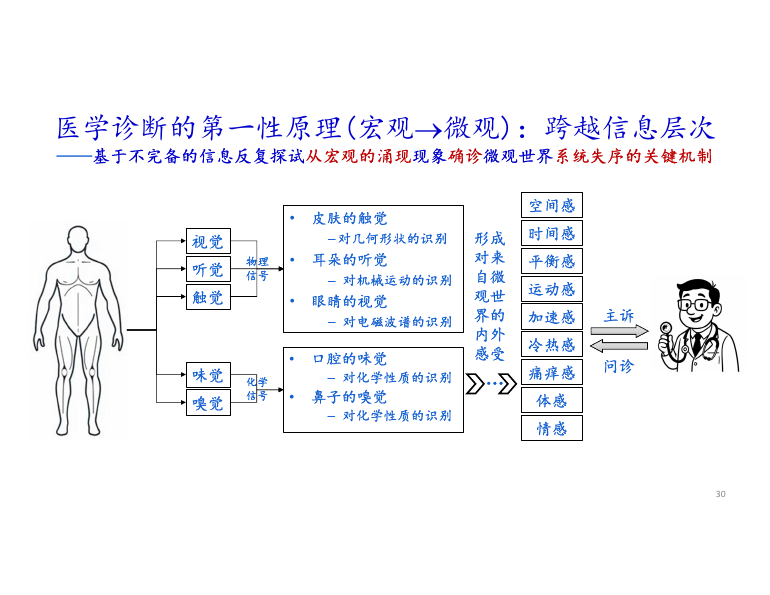 医学诊断的第一性原理(宏观→微观)：跨越信息层次
——基于不完备的信息反复探试从宏观的涌现现象确诊微观世界系统失序的关键机制
视觉
听觉
触觉
物理
信号
味觉
嗅觉
化学
信号
• 皮肤的触觉
–对几何形状的识别
• 耳朵的听觉
– 对机械运动的识别
• 眼睛的视觉
– 对电磁波谱的识别
• 口腔的味觉
– 对化学性质的识别
• 鼻子的嗅觉
– 对化学性质的识别
形成
对来
自微
观世
界的
内外
感受
…
空间感
时间感
平衡感
运动感
加速感
冷热感
痛痒感
体感
情感
主诉
问诊
30